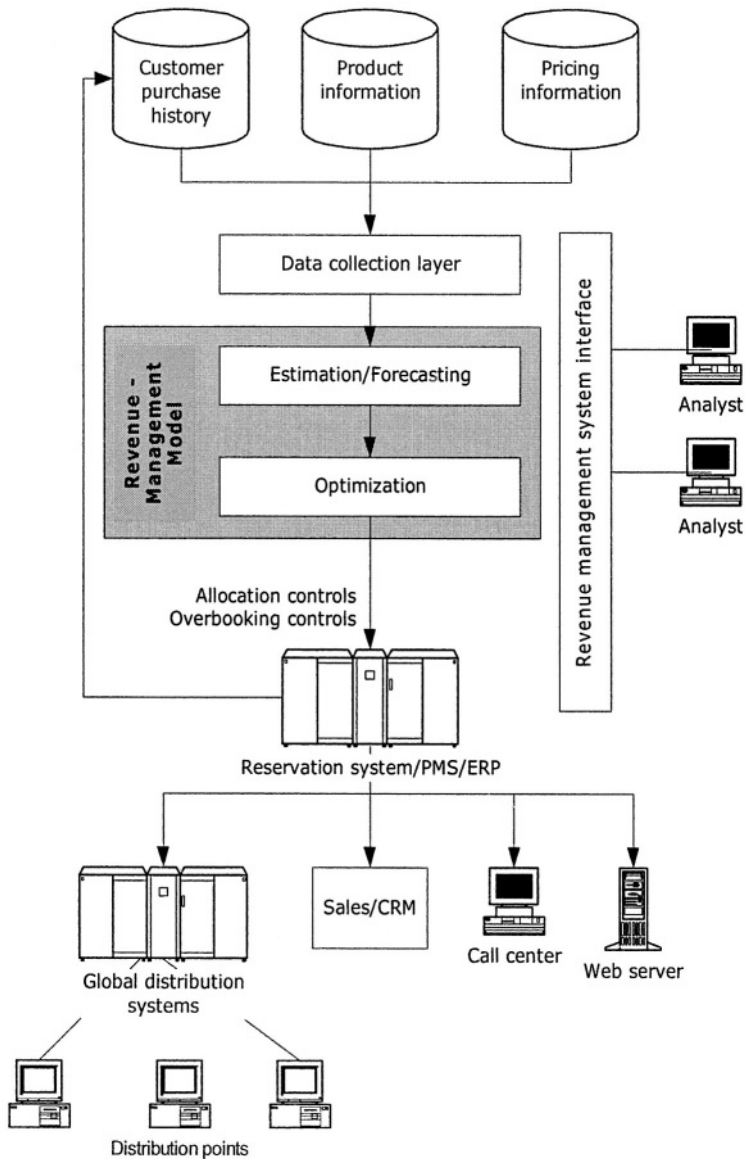 Customer
purchase
history
Product
information
Pricing
information
Data collection layer
Revenue -
Management
Model
Estimation/Forecasting
Optimization
Revenue management system interface
Analyst
Analyst
Allocation controls
Overbooking controls
Reservation system/PMS/ERP
Global distribution
systems
Sales/CRM
Call center
Web server
Distribution points